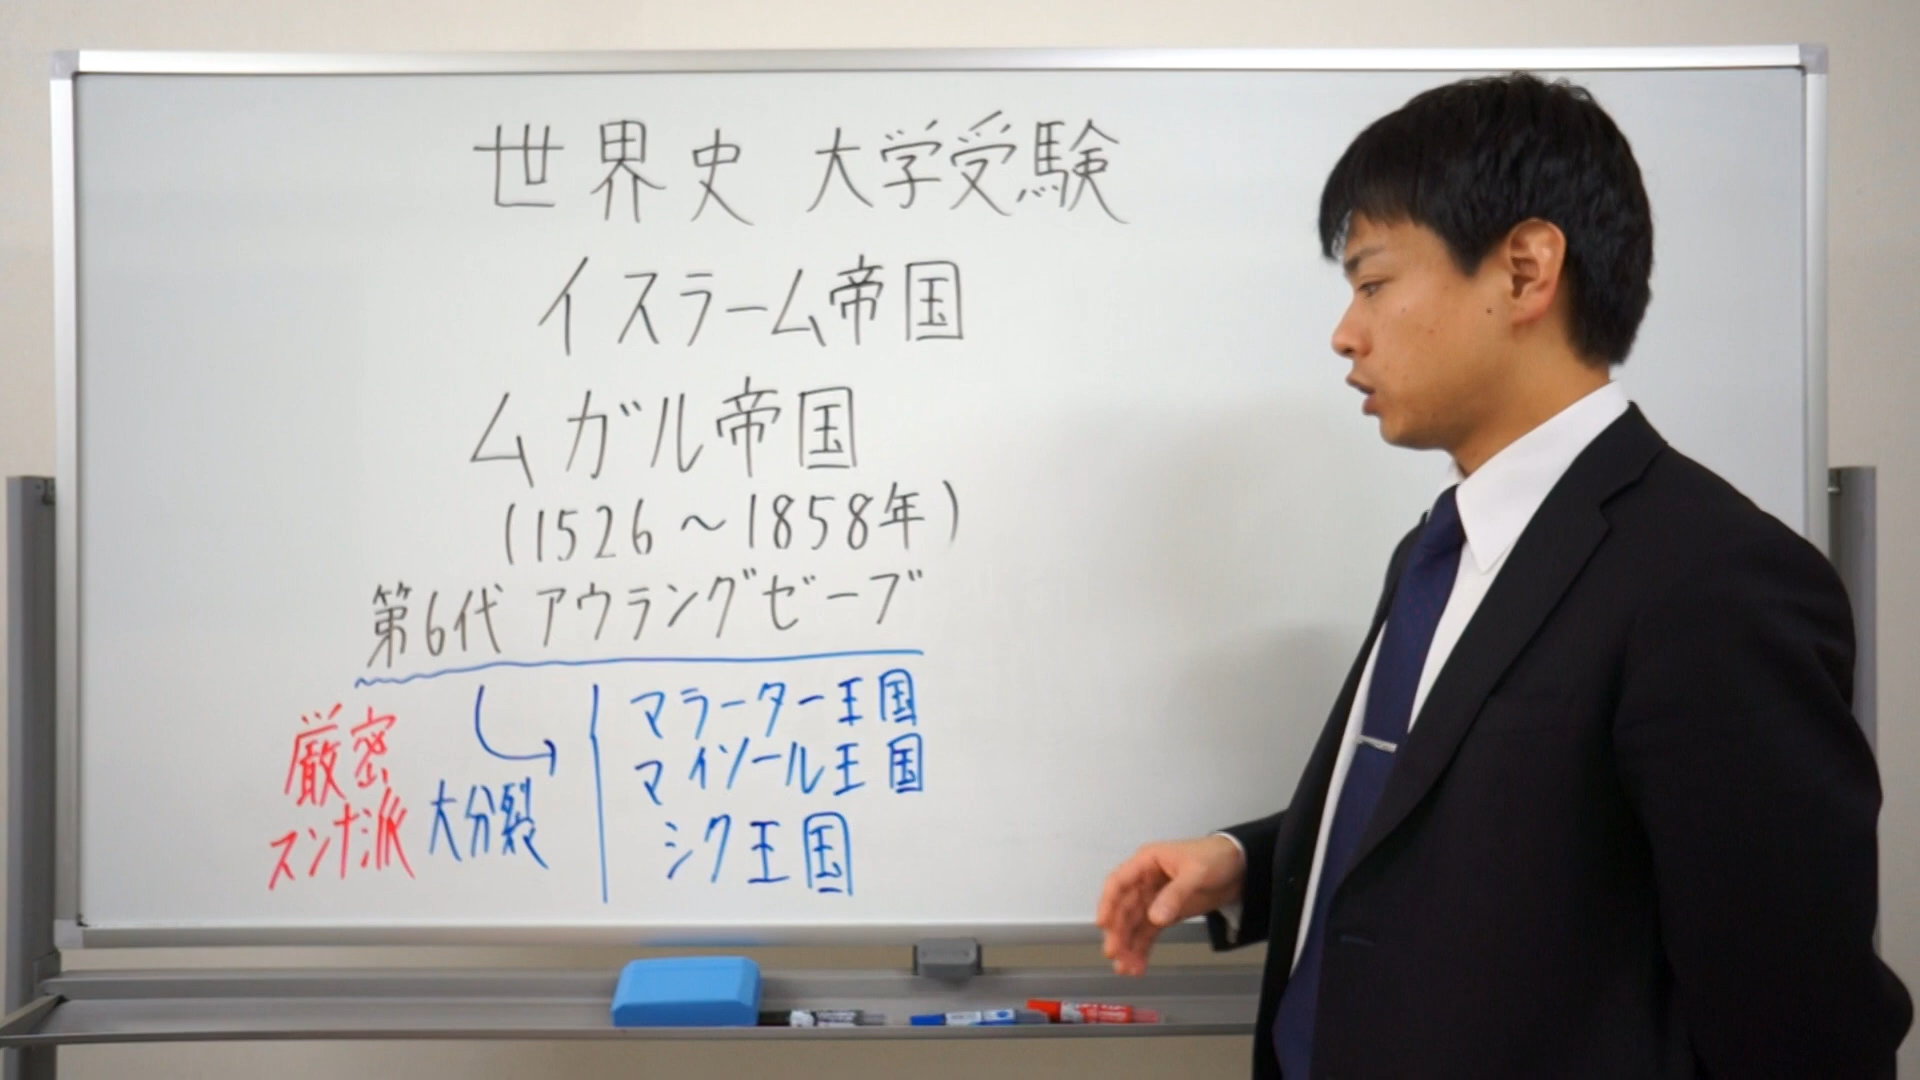 世界史 大学受験
イスラーム帝国
ムガル帝国
(1526～1858年)
第6代 アウラングゼーブ
厳密
スンナ派
大分裂
マラーター王国
マイソール王国
シク王国